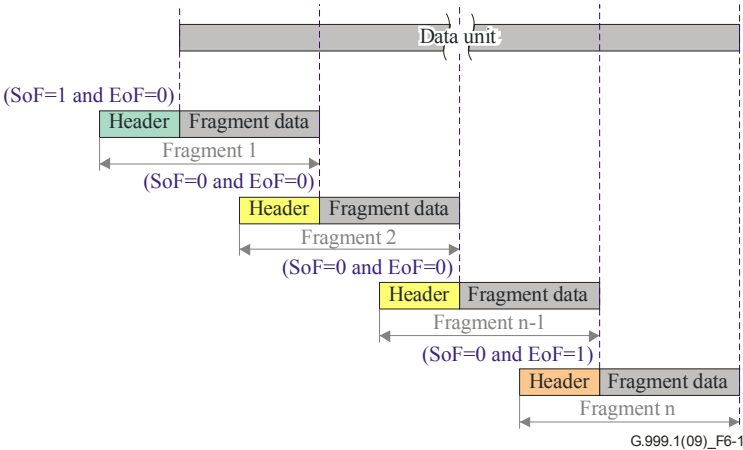 Data unit
(SoF=1 and EoF=0)
Header Fragment data
Fragment 1
(SoF=0 and EoF=0)
Header Fragment data
Fragment 2
(SoF=0 and EoF=0)
Header Fragment data
Fragment n-1
(SoF=0 and EoF=1)
Header Fragment data
Fragment n
G.999.1(09)_F6-1